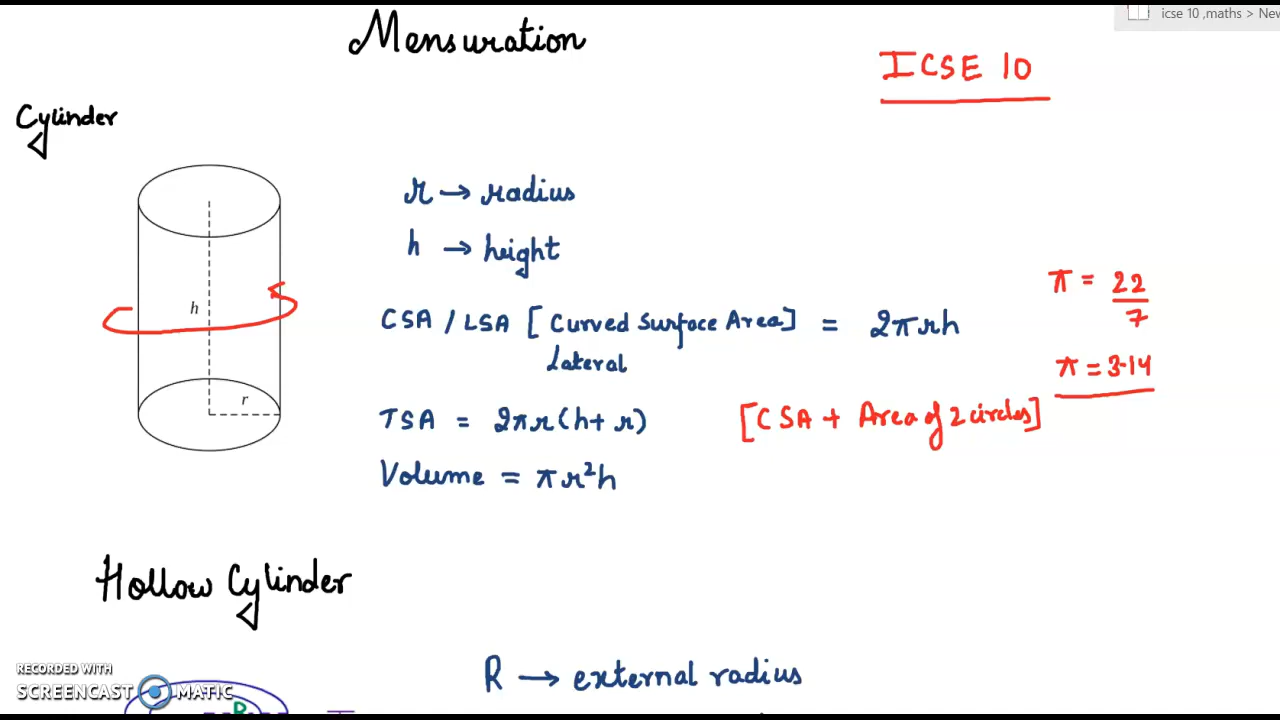 icse 10 ,maths > New
Mensuration
ICSE 10
Cylinder
r → radius
h → height
h
r
CSA / LSA [Curved Surface Area] = 2πrh
Lateral
π = 22/7
π = 3.14
TSA = 2πr(h + r) [CSA + Area of 2 circles]
Volume = πr²h
Hollow Cylinder
R → external radius
RECORDED WITH
SCREENCAST MATIC
R